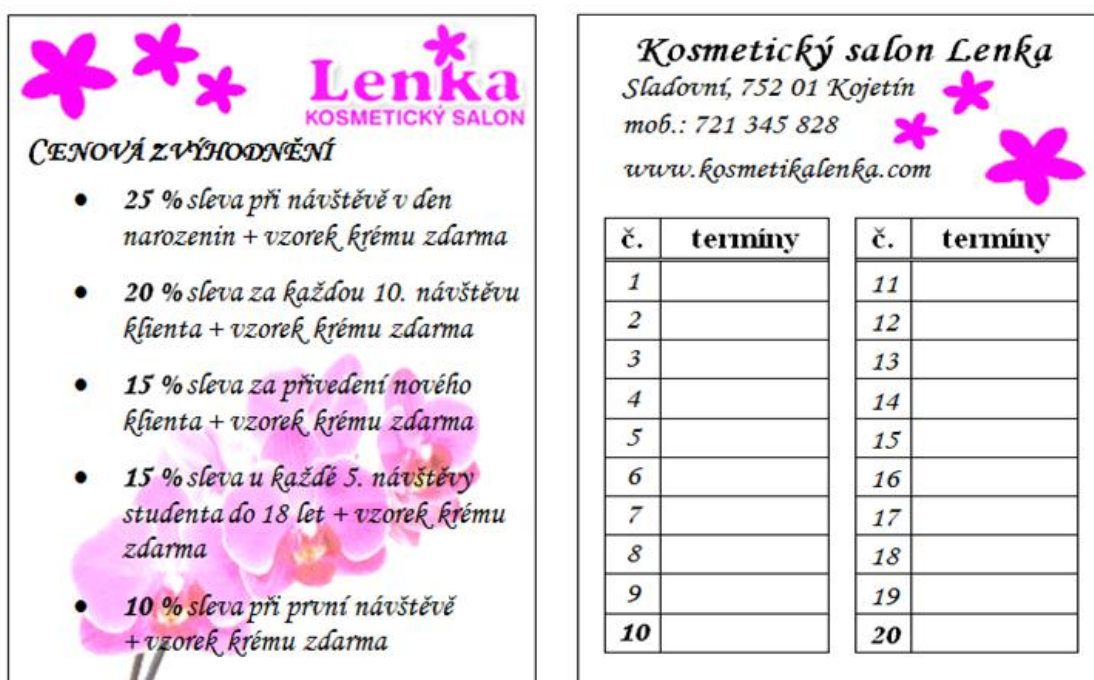 Lenka
KOSMETICKÝ SALON
CENOVÁ ZVÝHODNĚNÍ
• 25 % sleva při návštěvě v den
narozenin + vzorek krému zdarma
• 20 % sleva za každou 10. návštěvu
klienta + vzorek krému zdarma
• 15 % sleva za přivedení nového
klienta + vzorek krému zdarma
• 15 % sleva u každé 5. návštěvy
studenta do 18 let + vzorek krému
zdarma
• 10 % sleva při první návštěvě
+ vzorek krému zdarma
Kosmetický salon Lenka
Sladovní, 752 01 Kojetín
mob.: 721 345 828
www.kosmetikalenka.com
č. termíny
1
2
3
4
5
6
7
8
9
10
č. termíny
11
12
13
14
15
16
17
18
19
20